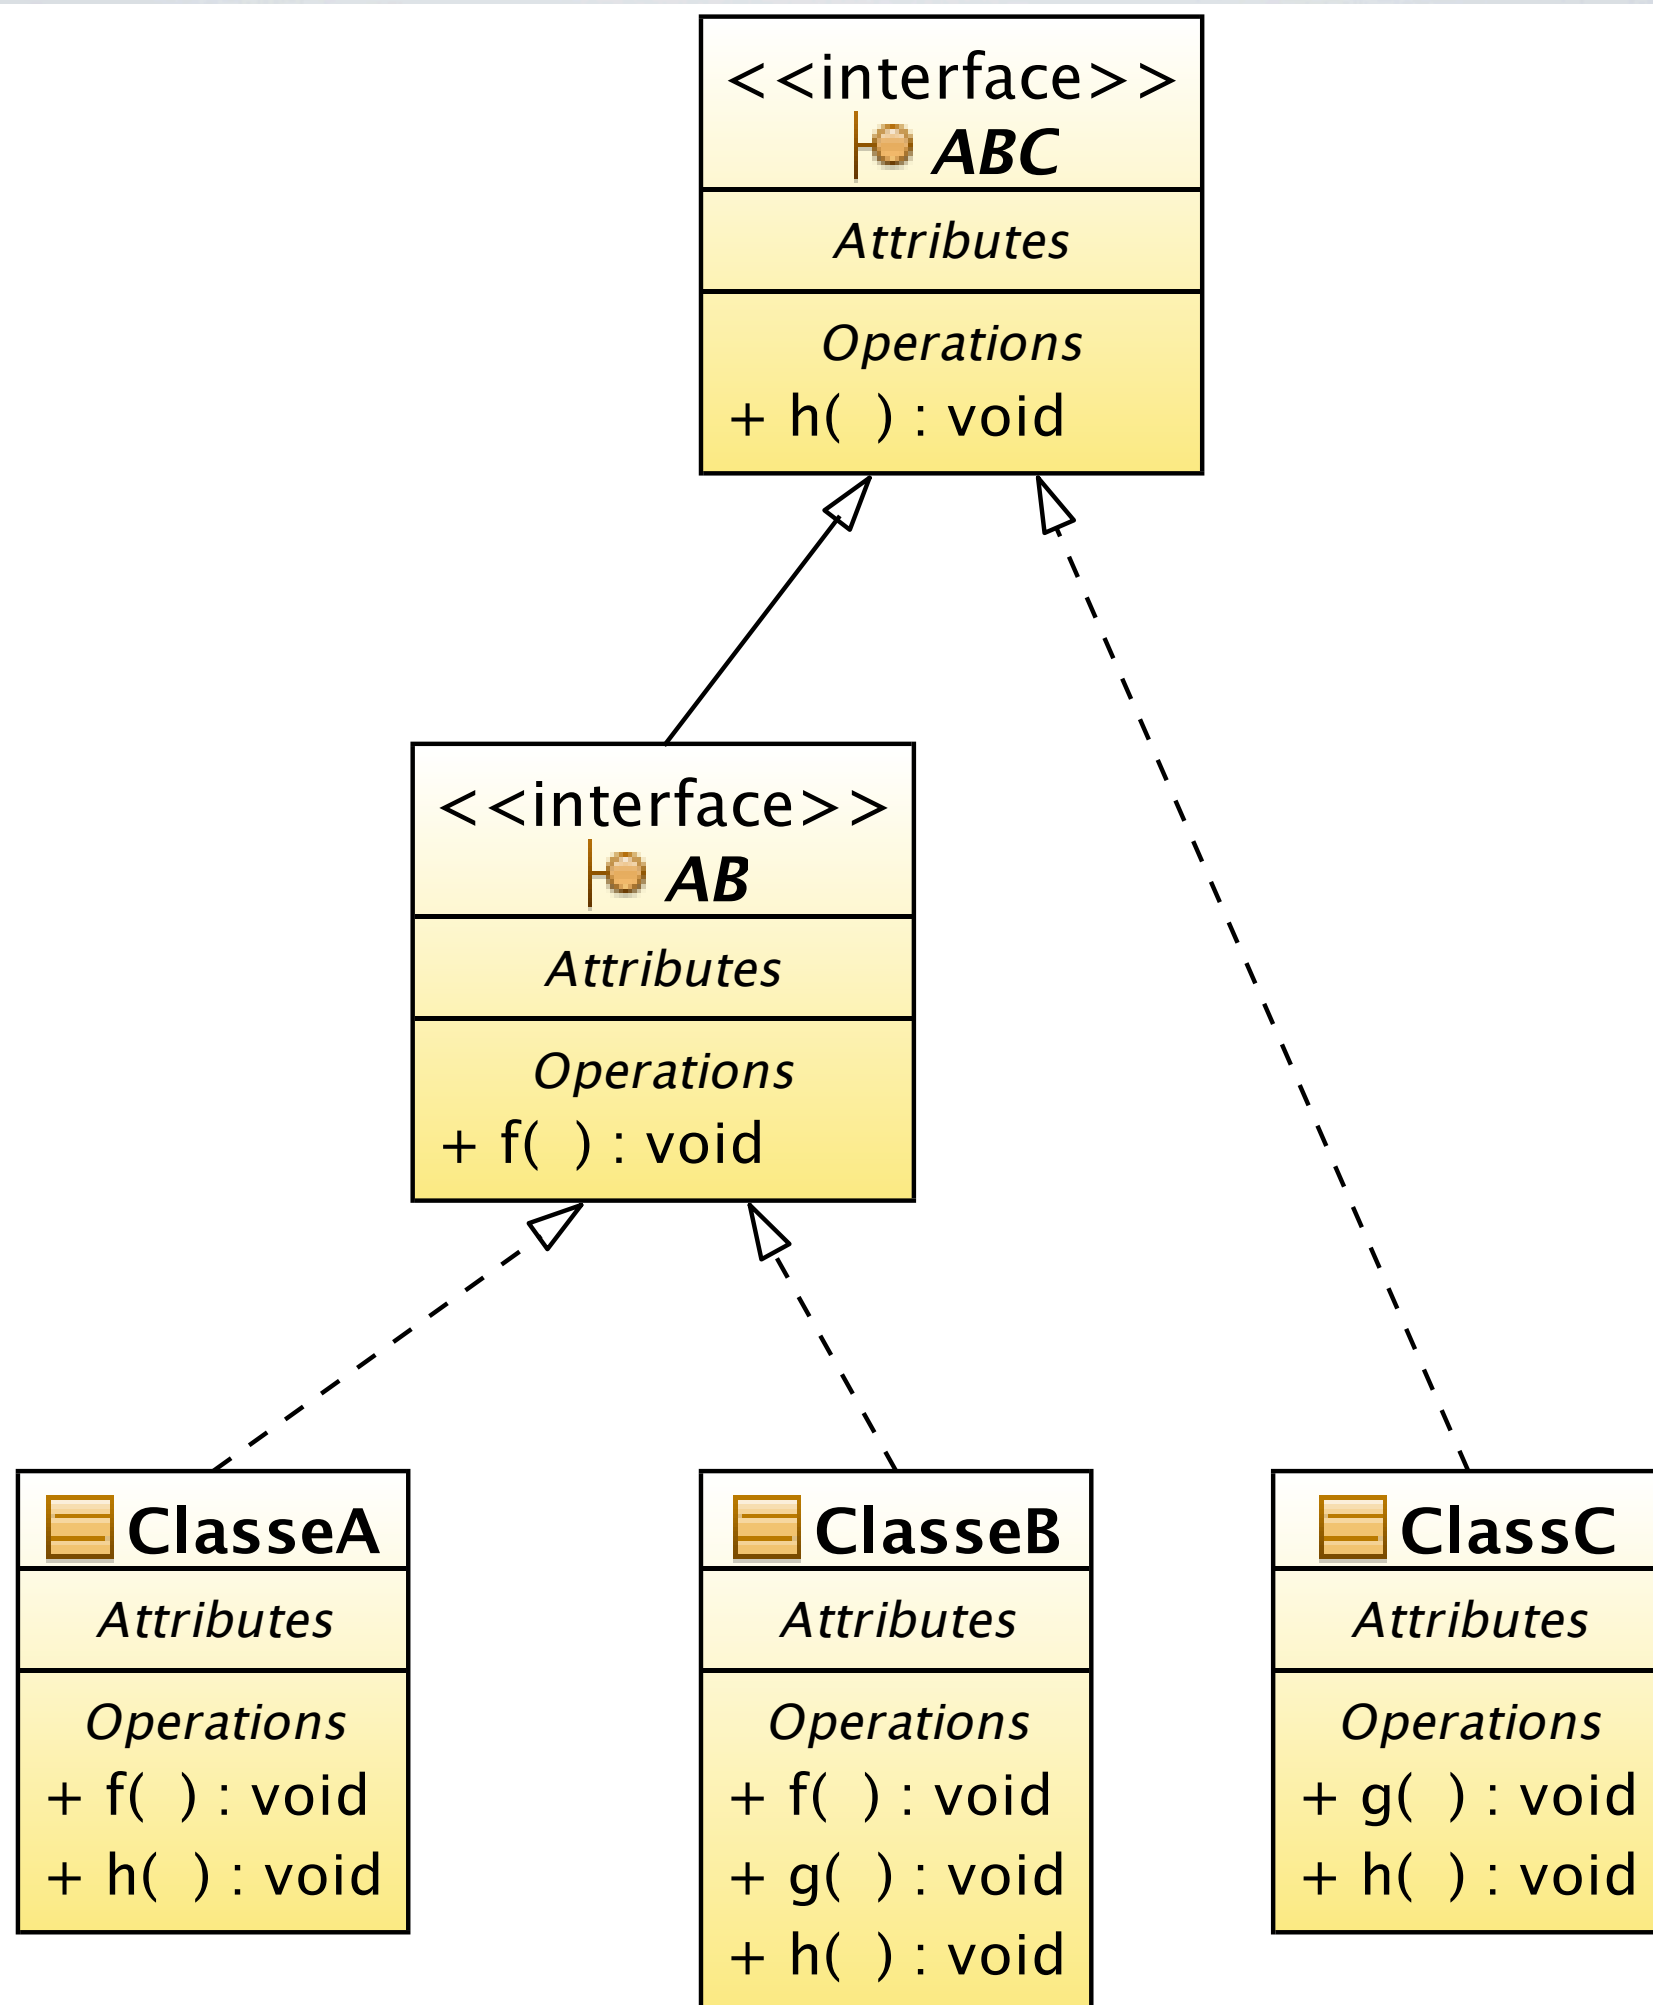 <<interface>>
ABC
Attributes
Operations
+ h( ) : void
<<interface>>
AB
Attributes
Operations
+ f( ) : void
ClasseA
Attributes
Operations
+ f( ) : void
+ h( ) : void
ClasseB
Attributes
Operations
+ f( ) : void
+ g( ) : void
+ h( ) : void
ClassC
Attributes
Operations
+ g( ) : void
+ h( ) : void